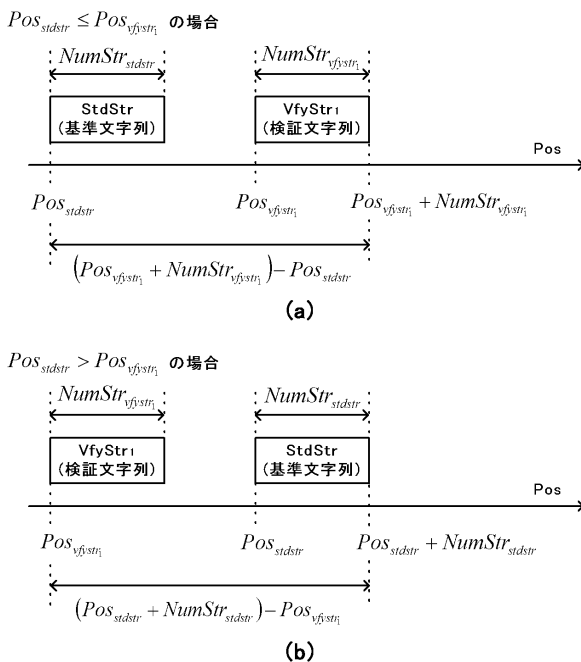 Pos_stdstr ≤ Pos_vfystr₁ の場合
NumStr_stdstr NumStr_vfystr₁
StdStr VfyStr₁
(基準文字列) (検証文字列)
Pos
Pos_stdstr Pos_vfystr₁ Pos_vfystr₁ + NumStr_vfystr₁
(Pos_vfystr₁ + NumStr_vfystr₁) − Pos_stdstr
(a)
Pos_stdstr > Pos_vfystr₁ の場合
NumStr_vfystr₁ NumStr_stdstr
VfyStr₁ StdStr
(検証文字列) (基準文字列)
Pos
Pos_vfystr₁ Pos_stdstr Pos_stdstr + NumStr_stdstr
(Pos_stdstr + NumStr_stdstr) − Pos_vfystr₁
(b)